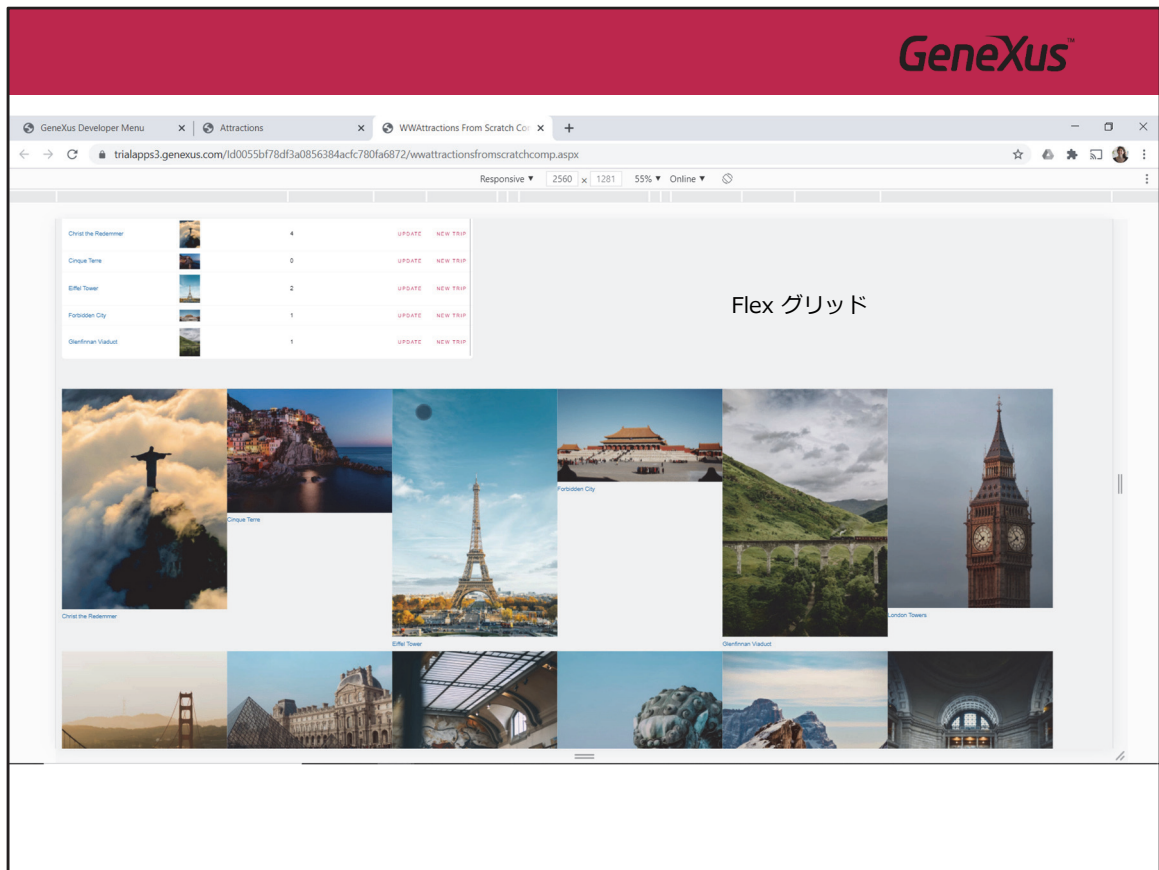 GeneXus™
GeneXus Developer Menu
Attractions
WWAttractions From Scratch Co
trialapps3.genexus.com/Id0055bf78df3a0856384acfc780fa6872/wwattractionsfromscratchcomp.aspx
Responsive ▼ 2560 x 1281 55% ▼ Online ▼
Christ the Redemmer 4 UPDATE NEW TRIP
Cinque Terre 0 UPDATE NEW TRIP
Eiffel Tower 2 UPDATE NEW TRIP
Forbidden City 1 UPDATE NEW TRIP
Glenfinnan Viaduct 1 UPDATE NEW TRIP
Flex グリッド
Forbidden City
Cinque Terre
London Towers
Christ the Redemmer
Eiffel Tower
Glenfinnan Viaduct